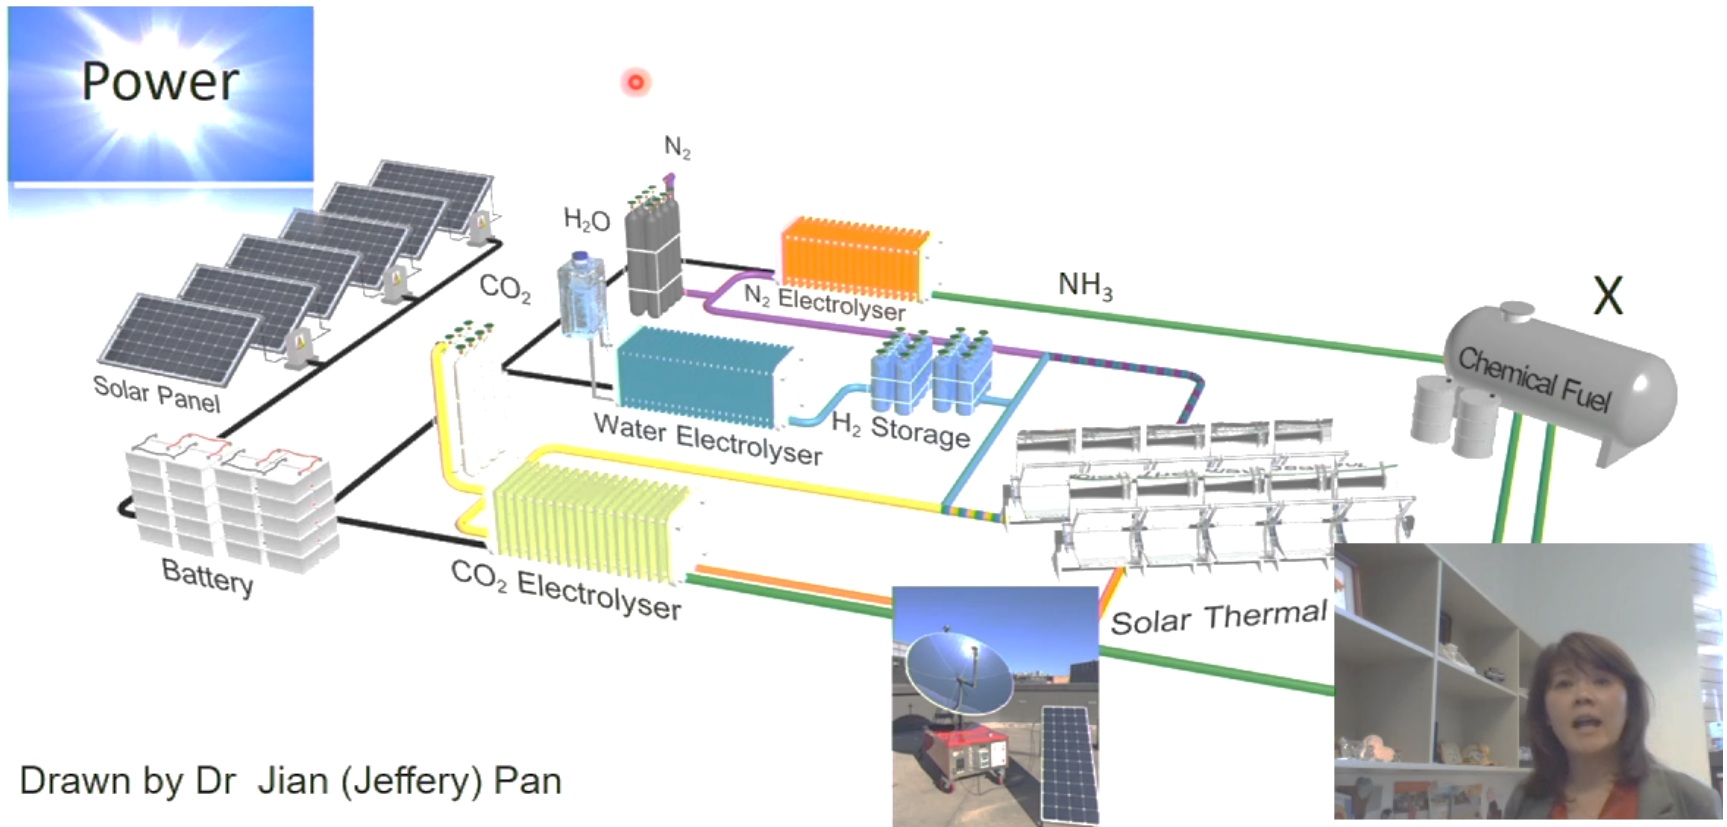 Power
N₂
H₂O
CO₂
N₂ Electrolyser
NH₃
X
Chemical Fuel
Solar Panel
Water Electrolyser
H₂ Storage
Battery
CO₂ Electrolyser
Solar Thermal
Drawn by Dr Jian (Jeffery) Pan